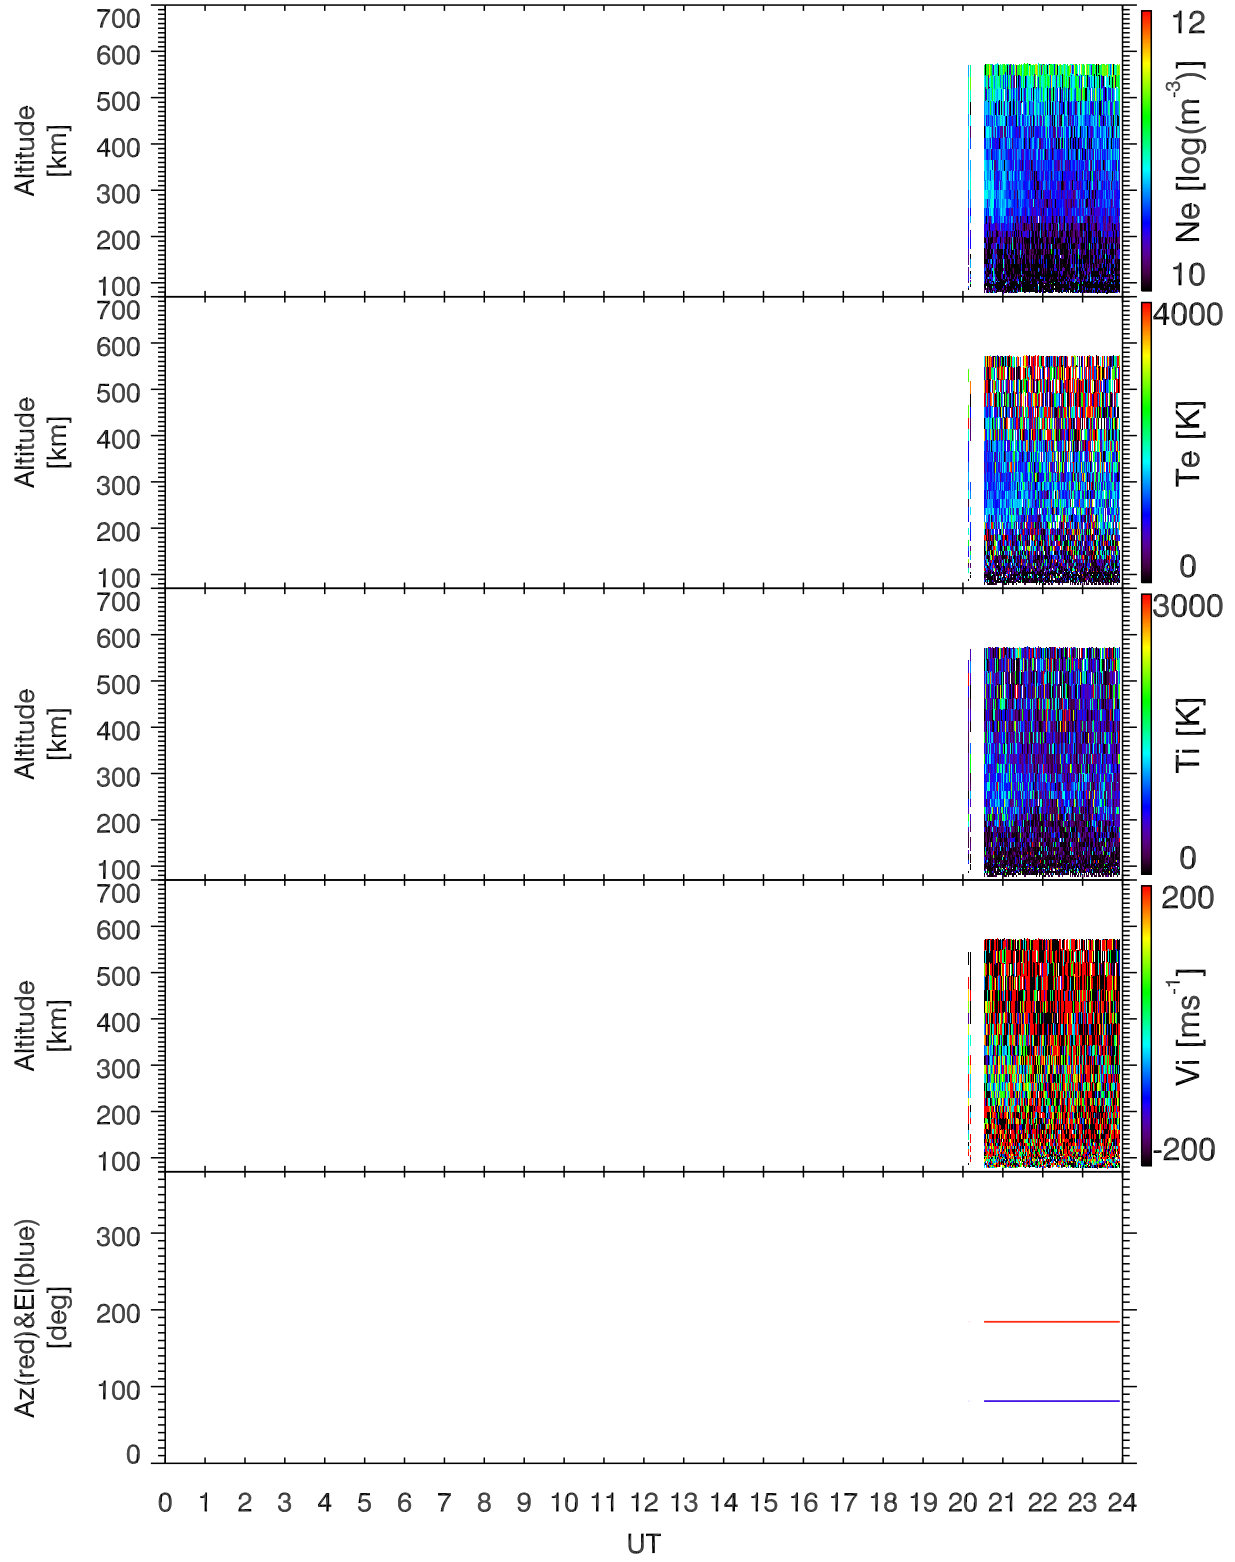 700
600
500
400
300
200
100
Altitude
[km]
12
10
Ne [log(m⁻³)]
700
600
500
400
300
200
100
Altitude
[km]
4000
0
Te [K]
700
600
500
400
300
200
100
Altitude
[km]
3000
0
Ti [K]
700
600
500
400
300
200
100
Altitude
[km]
200
-200
Vi [ms⁻¹]
300
200
100
0
Az(red)&El(blue)
[deg]
0 1 2 3 4 5 6 7 8 9 10 11 12 13 14 15 16 17 18 19 20 21 22 23 24
UT